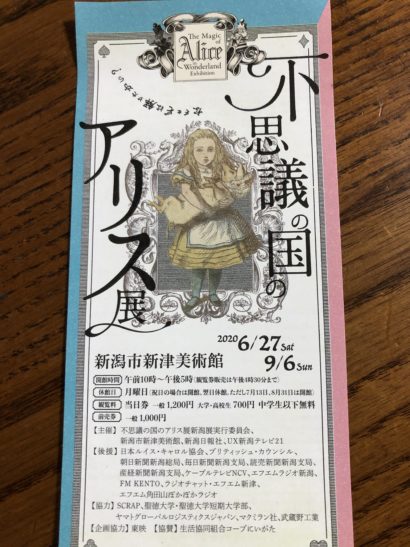 The Magic
of
Alice
in
Wonderland
Exhibition
不思議の国の
アリス展
新潟市新津美術館
2020 6/27 Sat
9/6 Sun
開館時間 午前10時〜午後5時(観覧券販売は午後4時30分まで)
休館日 月曜日(祝日の場合は開館、翌日休館、ただし7月13日、8月31日は開館)
観覧料 当日券 一般 1,200円 大学・高校生 700円 中学生以下無料
前売券 一般 1,000円
【主催】不思議の国のアリス展新潟展実行委員会、
新潟市新津美術館、新潟日報社、UX新潟テレビ21
【後援】日本ルイス・キャロル協会、ブリティッシュ・カウンシル、
朝日新聞新潟総局、毎日新聞新潟支局、読売新聞新潟支局、
産経新聞新潟支局、ケーブルテレビNCV、エフエムラジオ新潟、
FM KENTO、ラジオチャット・エフエム新津、
エフエム角田山ぽかぽかラジオ
【協力】SCRAP、聖徳大学・聖徳大学短期大学部、
ヤマトグローバルロジスティクスジャパン、マクミラン社、武蔵野工業
【企画協力】東映 【協賛】生活協同組合コープにいがた